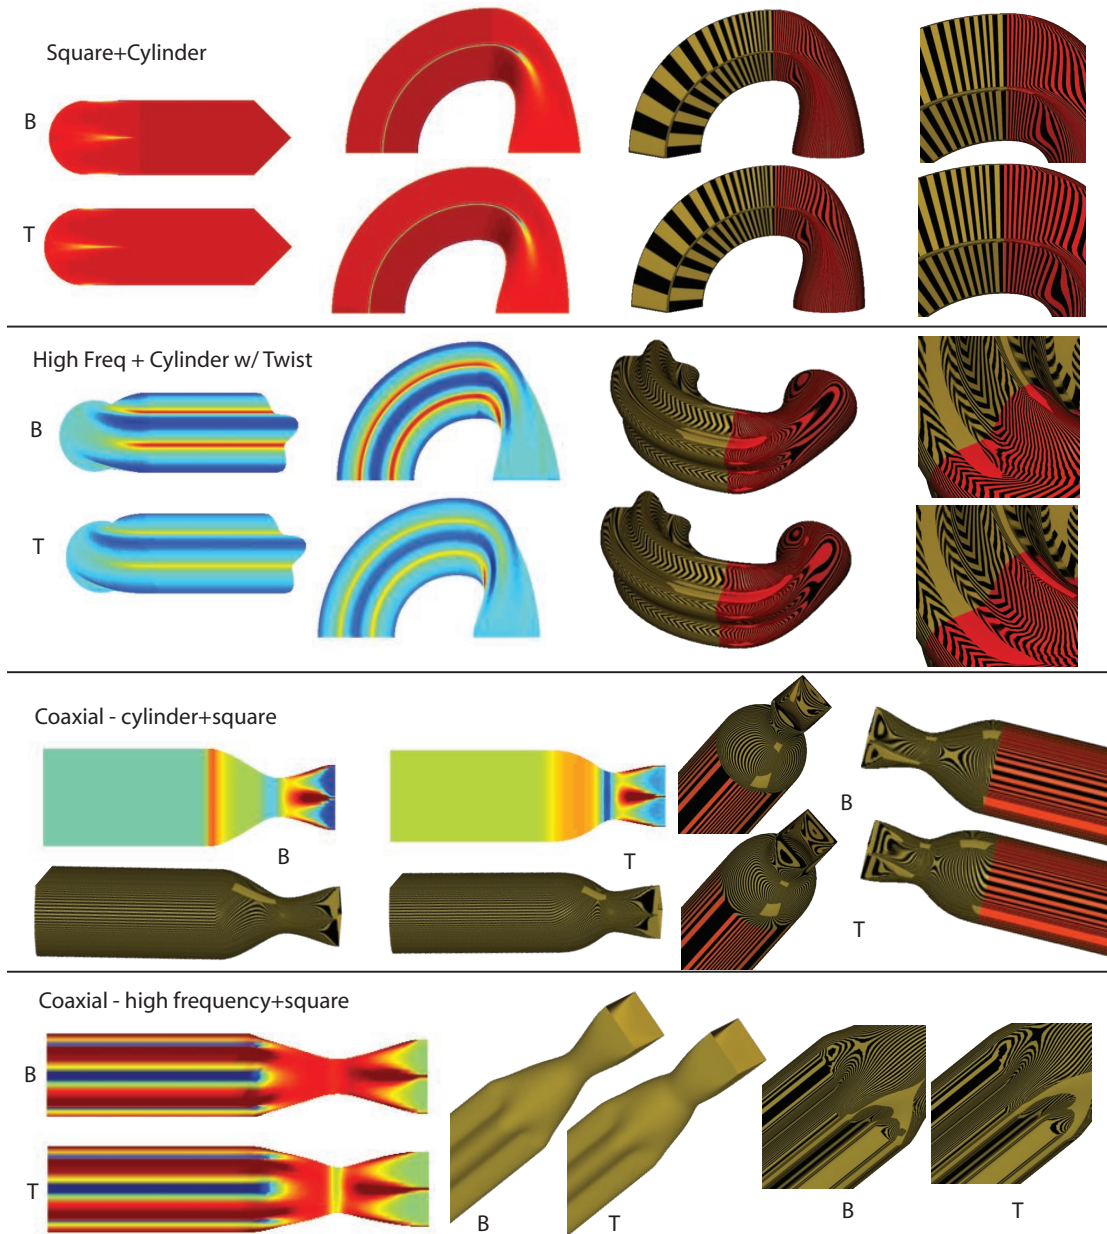 Square+Cylinder
B
T
High Freq + Cylinder w/ Twist
B
T
Coaxial - cylinder+square
B
T
B
T
Coaxial - high frequency+square
B
T
B
T
B
T